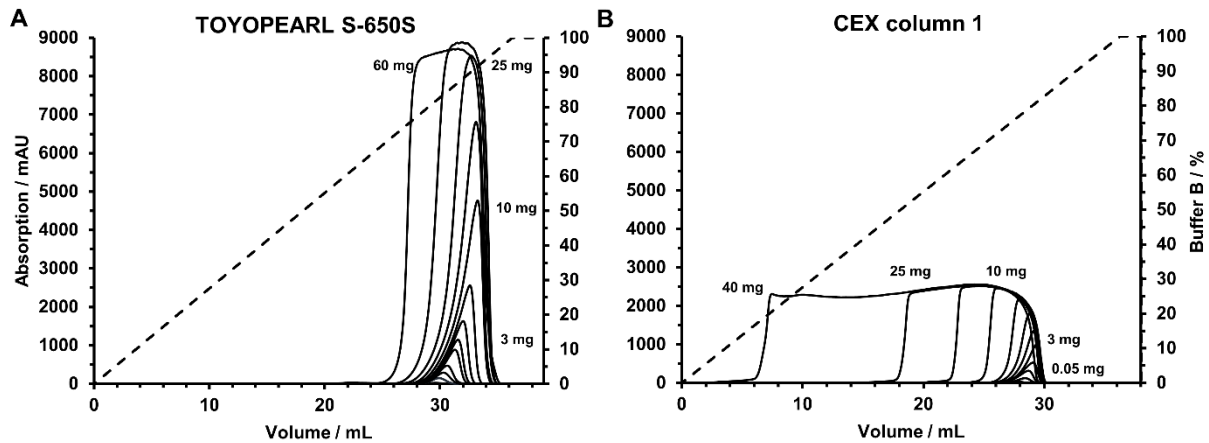 A
TOYOPEARL S-650S
Absorption / mAU
9000
8000
7000
6000
5000
4000
3000
2000
1000
0
60 mg
25 mg
10 mg
3 mg
100
90
80
70
60
50
40
30
20
10
0
0
10
20
30
Volume / mL
B
CEX column 1
9000
8000
7000
6000
5000
4000
3000
2000
1000
0
40 mg
25 mg
10 mg
3 mg
0.05 mg
100
90
80
70
60
50
40
30
20
10
0
Buffer B / %
0
10
20
30
Volume / mL